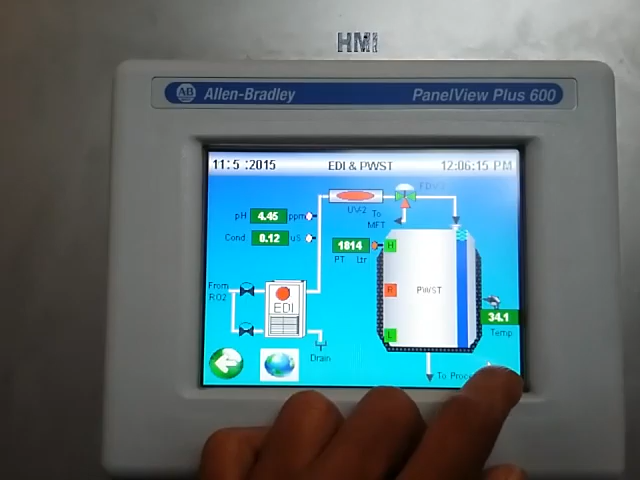 HMI
AB Allen-Bradley PanelView Plus 600
11:5 :2015 EDI & PWST 12:06:15 PM
pH 4.45 ppm
Cond 0.12 uS
UV-2 To
MFT
1814 H
PT Ltr
From
RO2
EDI
R PWST
L
34.1
Temp
Drain
To